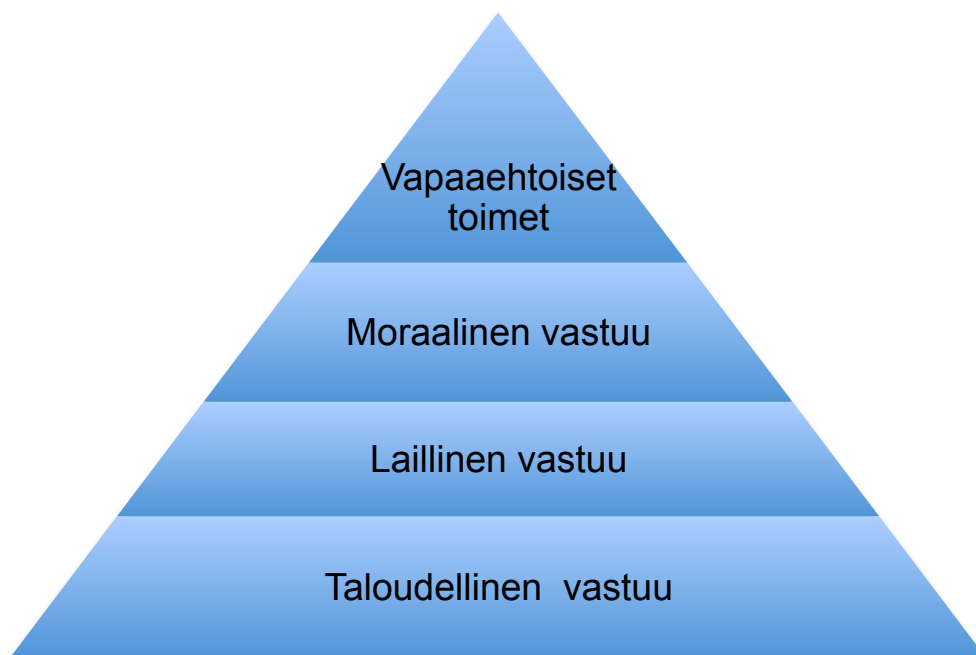 Vapaaehtoiset
toimet
Moraalinen vastuu
Laillinen vastuu
Taloudellinen  vastuu